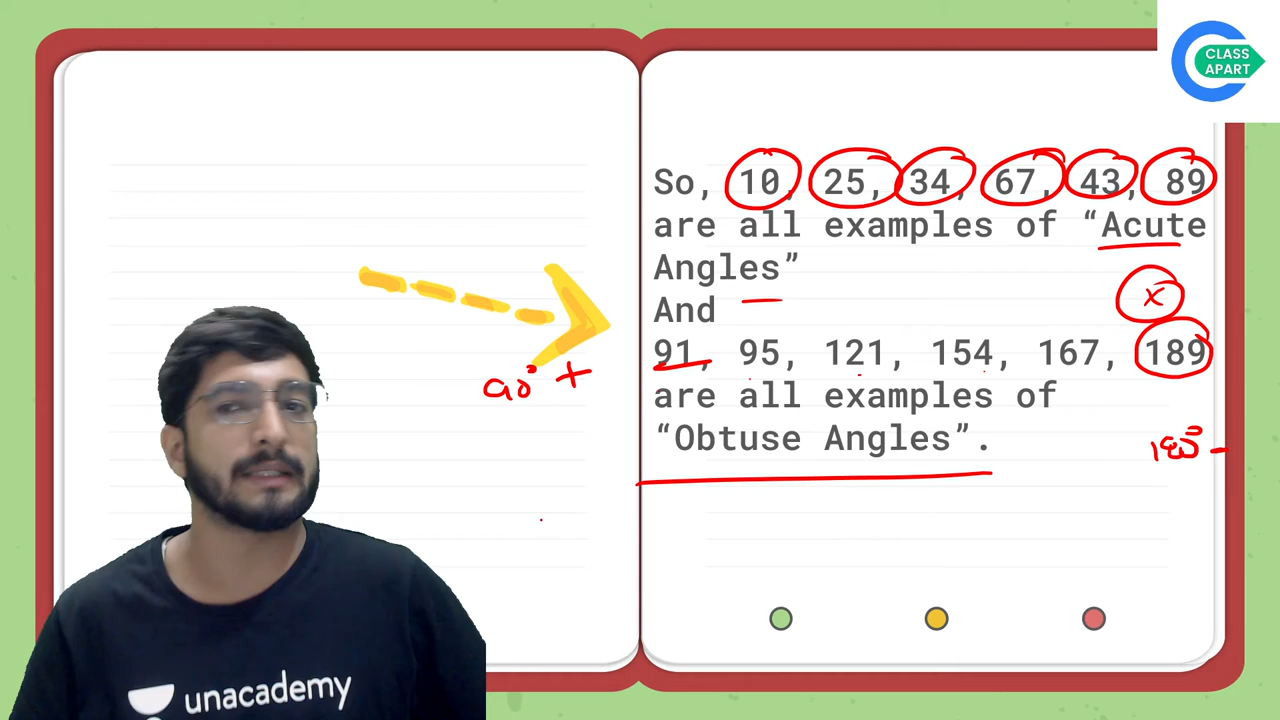 CLASS
APART
So, 10, 25, 34, 67, 43, 89
are all examples of “Acute
Angles”
And
x
91, 95, 121, 154, 167, 189
90° +
are all examples of
“Obtuse Angles”.
180° -
unacademy